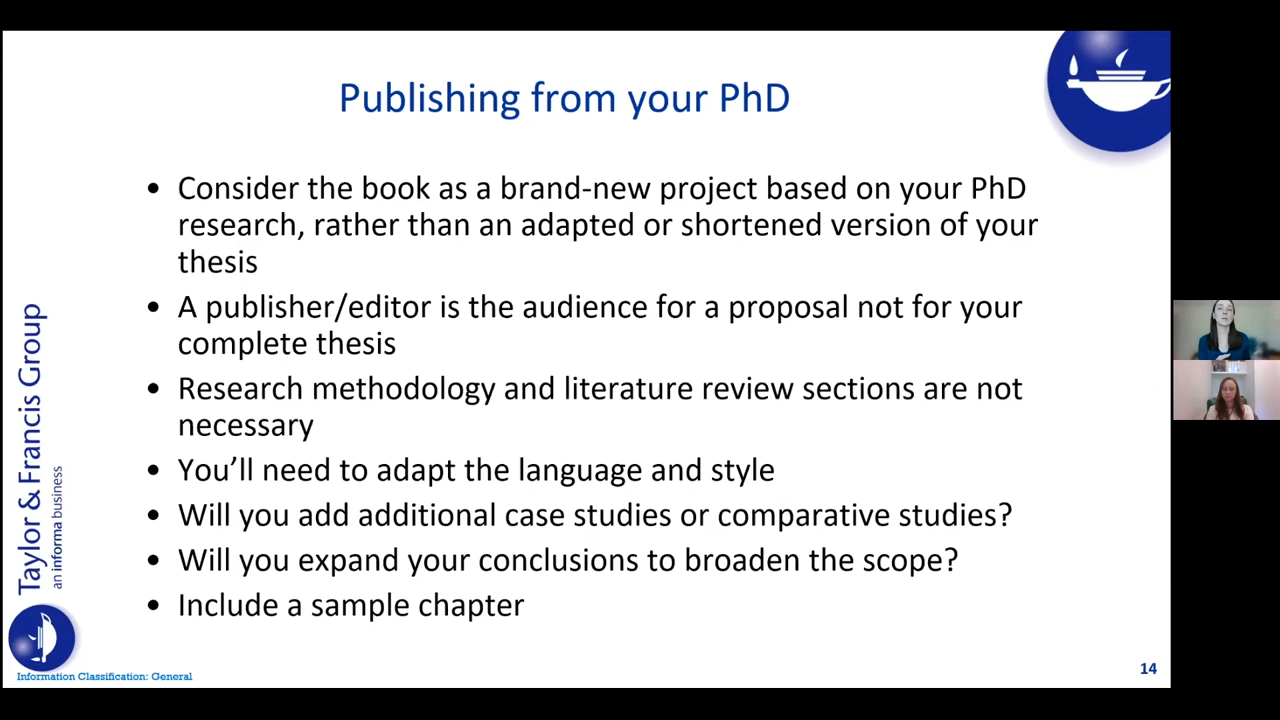 Publishing from your PhD
• Consider the book as a brand-new project based on your PhD
research, rather than an adapted or shortened version of your
thesis
• A publisher/editor is the audience for a proposal not for your
complete thesis
• Research methodology and literature review sections are not
necessary
• You’ll need to adapt the language and style
• Will you add additional case studies or comparative studies?
• Will you expand your conclusions to broaden the scope?
• Include a sample chapter
Taylor & Francis Group
an informa business
Information Classification: General
14